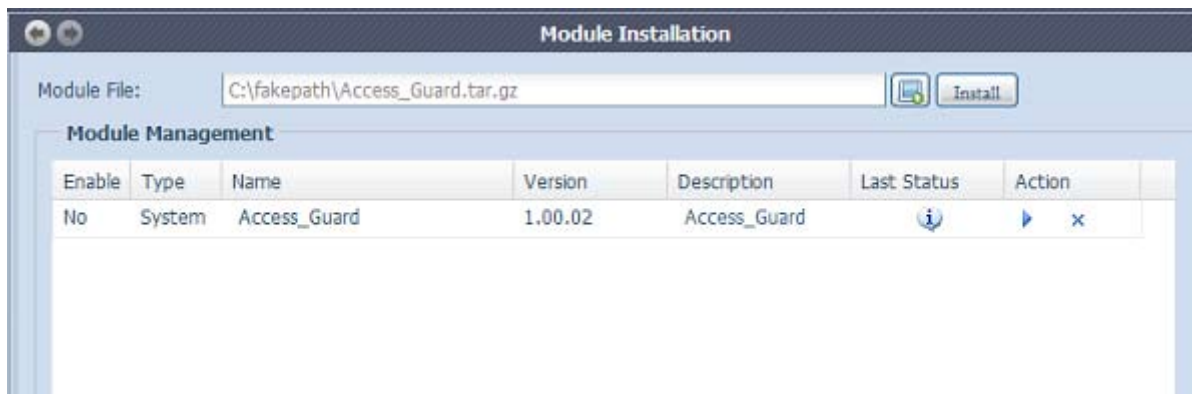 Module Installation
Module File: C:\fakepath\Access_Guard.tar.gz Install
Module Management
Enable Type Name Version Description Last Status Action
No System Access_Guard 1.00.02 Access_Guard